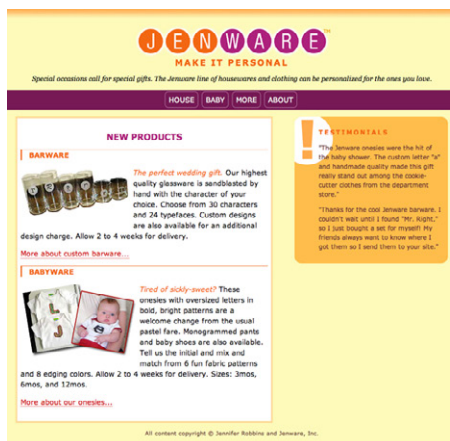 JENWARE™
MAKE IT PERSONAL
Special occasions call for special gifts. The Jenware line of housewares and clothing can be personalized for the ones you love.
HOUSE BABY MORE ABOUT
NEW PRODUCTS
BARWARE
The perfect wedding gift. Our highest
quality glassware is sandblasted by
hand with the character of your
choice. Choose from 30 characters
and 24 typefaces. Custom designs
are also available for an additional
design charge. Allow 2 to 4 weeks for delivery.
More about custom barware...
BABYWARE
Tired of sickly-sweet? These
onesies with oversized letters in
bold, bright patterns are a
welcome change from the usual
pastel fare. Monogrammed pants
and baby shoes are also available.
Tell us the initial and mix and
match from 6 fun fabric patterns
and 8 edging colors. Allow 2 to 4 weeks for delivery. Sizes: 3mos,
6mos, and 12mos.
More about our onesies...
! TESTIMONIALS
"The Jenware onesies were the hit of
the baby shower. The custom letter "a"
and handmade quality made this gift
really stand out among the cookie-
cutter clothes from the department
store."
"Thanks for the cool Jenware barware. I
couldn't wait until I found "Mr. Right,"
so I just bought a set for myself! My
friends always want to know where I
got them so I send them to your site."
All content copyright © Jennifer Robbins and Jenware, Inc.